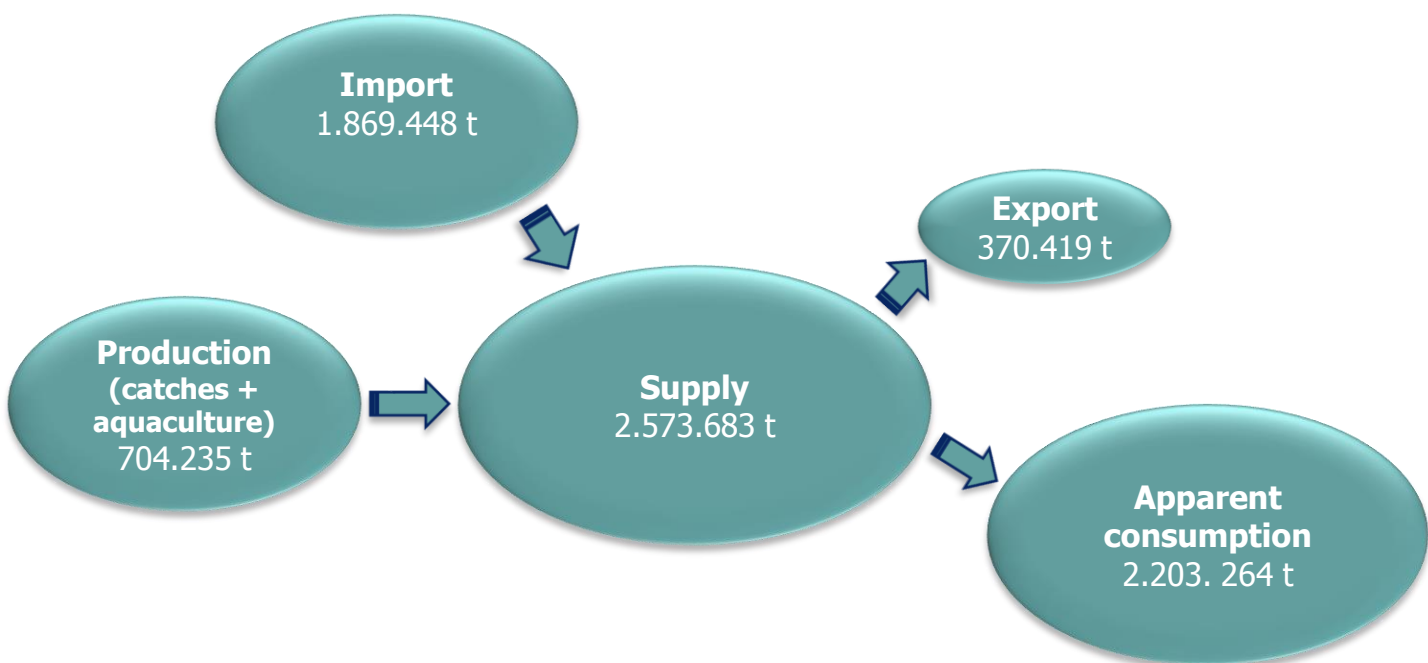 Import
1.869.448 t
Export
370.419 t
Production
(catches +
aquaculture)
704.235 t
Supply
2.573.683 t
Apparent
consumption
2.203. 264 t